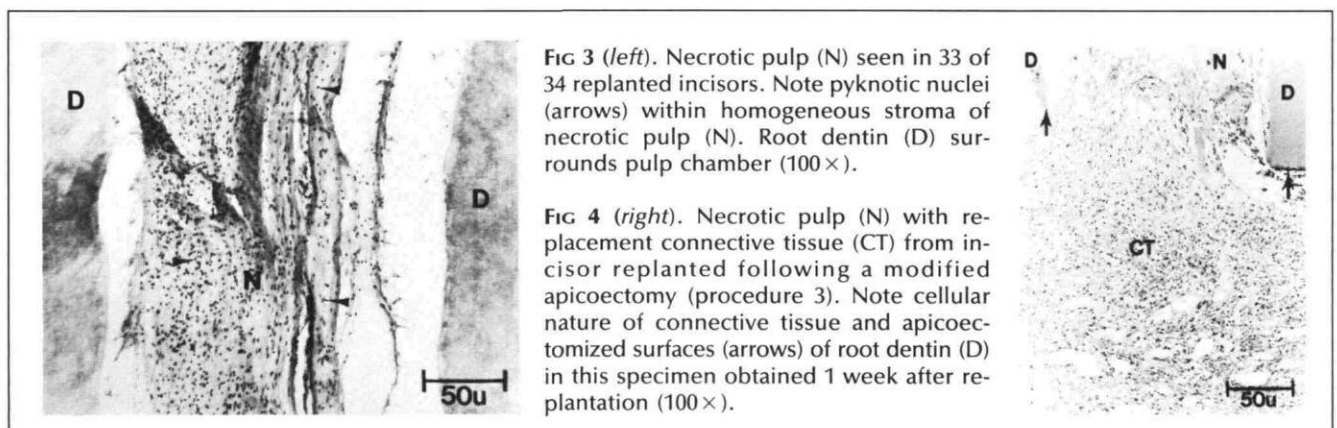 D
D
N
50u
FIG 3 (left). Necrotic pulp (N) seen in 33 of
34 replanted incisors. Note pyknotic nuclei
(arrows) within homogeneous stroma of
necrotic pulp (N). Root dentin (D) sur-
rounds pulp chamber (100×).
FIG 4 (right). Necrotic pulp (N) with re-
placement connective tissue (CT) from in-
cisor replanted following a modified
apicoectomy (procedure 3). Note cellular
nature of connective tissue and apicoec-
tomized surfaces (arrows) of root dentin (D)
in this specimen obtained 1 week after re-
plantation (100×).
D
N
D
CT
50u